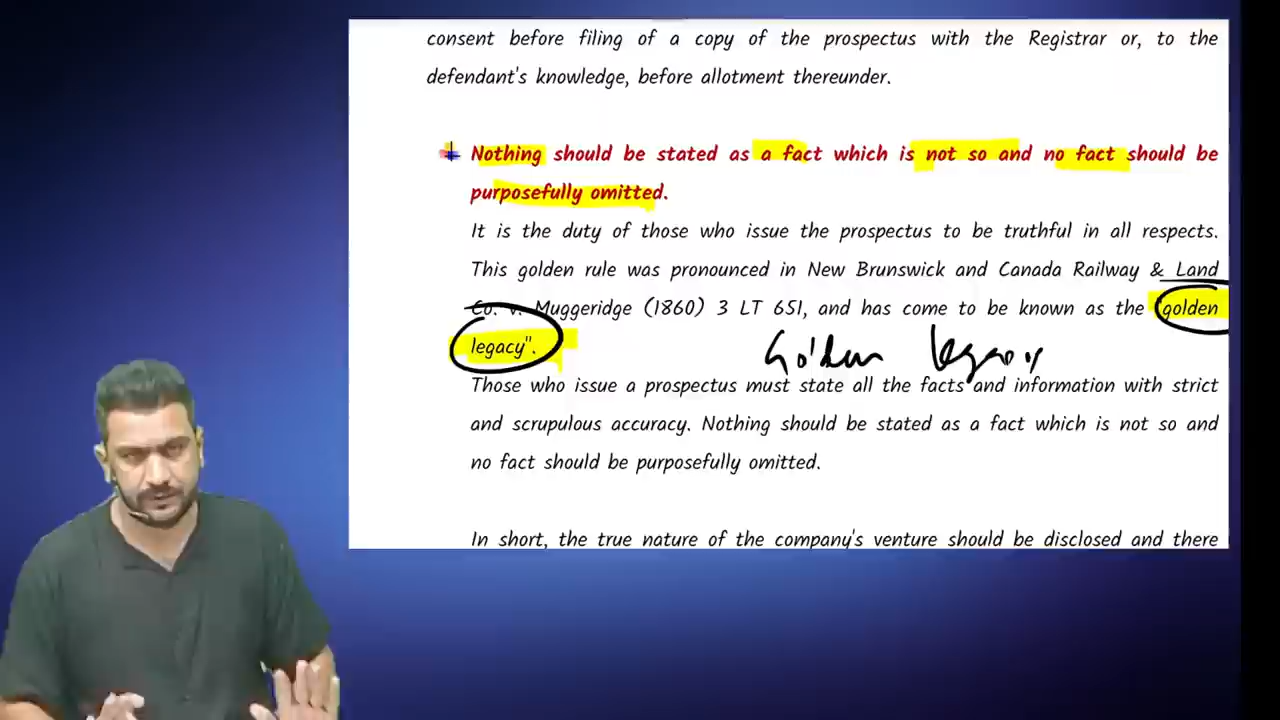 consent before filing of a copy of the prospectus with the Registrar or, to the
defendant's knowledge, before allotment thereunder.
Nothing should be stated as a fact which is not so and no fact should be
purposefully omitted.
It is the duty of those who issue the prospectus to be truthful in all respects.
This golden rule was pronounced in New Brunswick and Canada Railway & Land
Co. v. Muggeridge (1860) 3 LT 651, and has come to be known as the "golden
legacy".
Golden legacy
Those who issue a prospectus must state all the facts and information with strict
and scrupulous accuracy. Nothing should be stated as a fact which is not so and
no fact should be purposefully omitted.
In short, the true nature of the company's venture should be disclosed and there